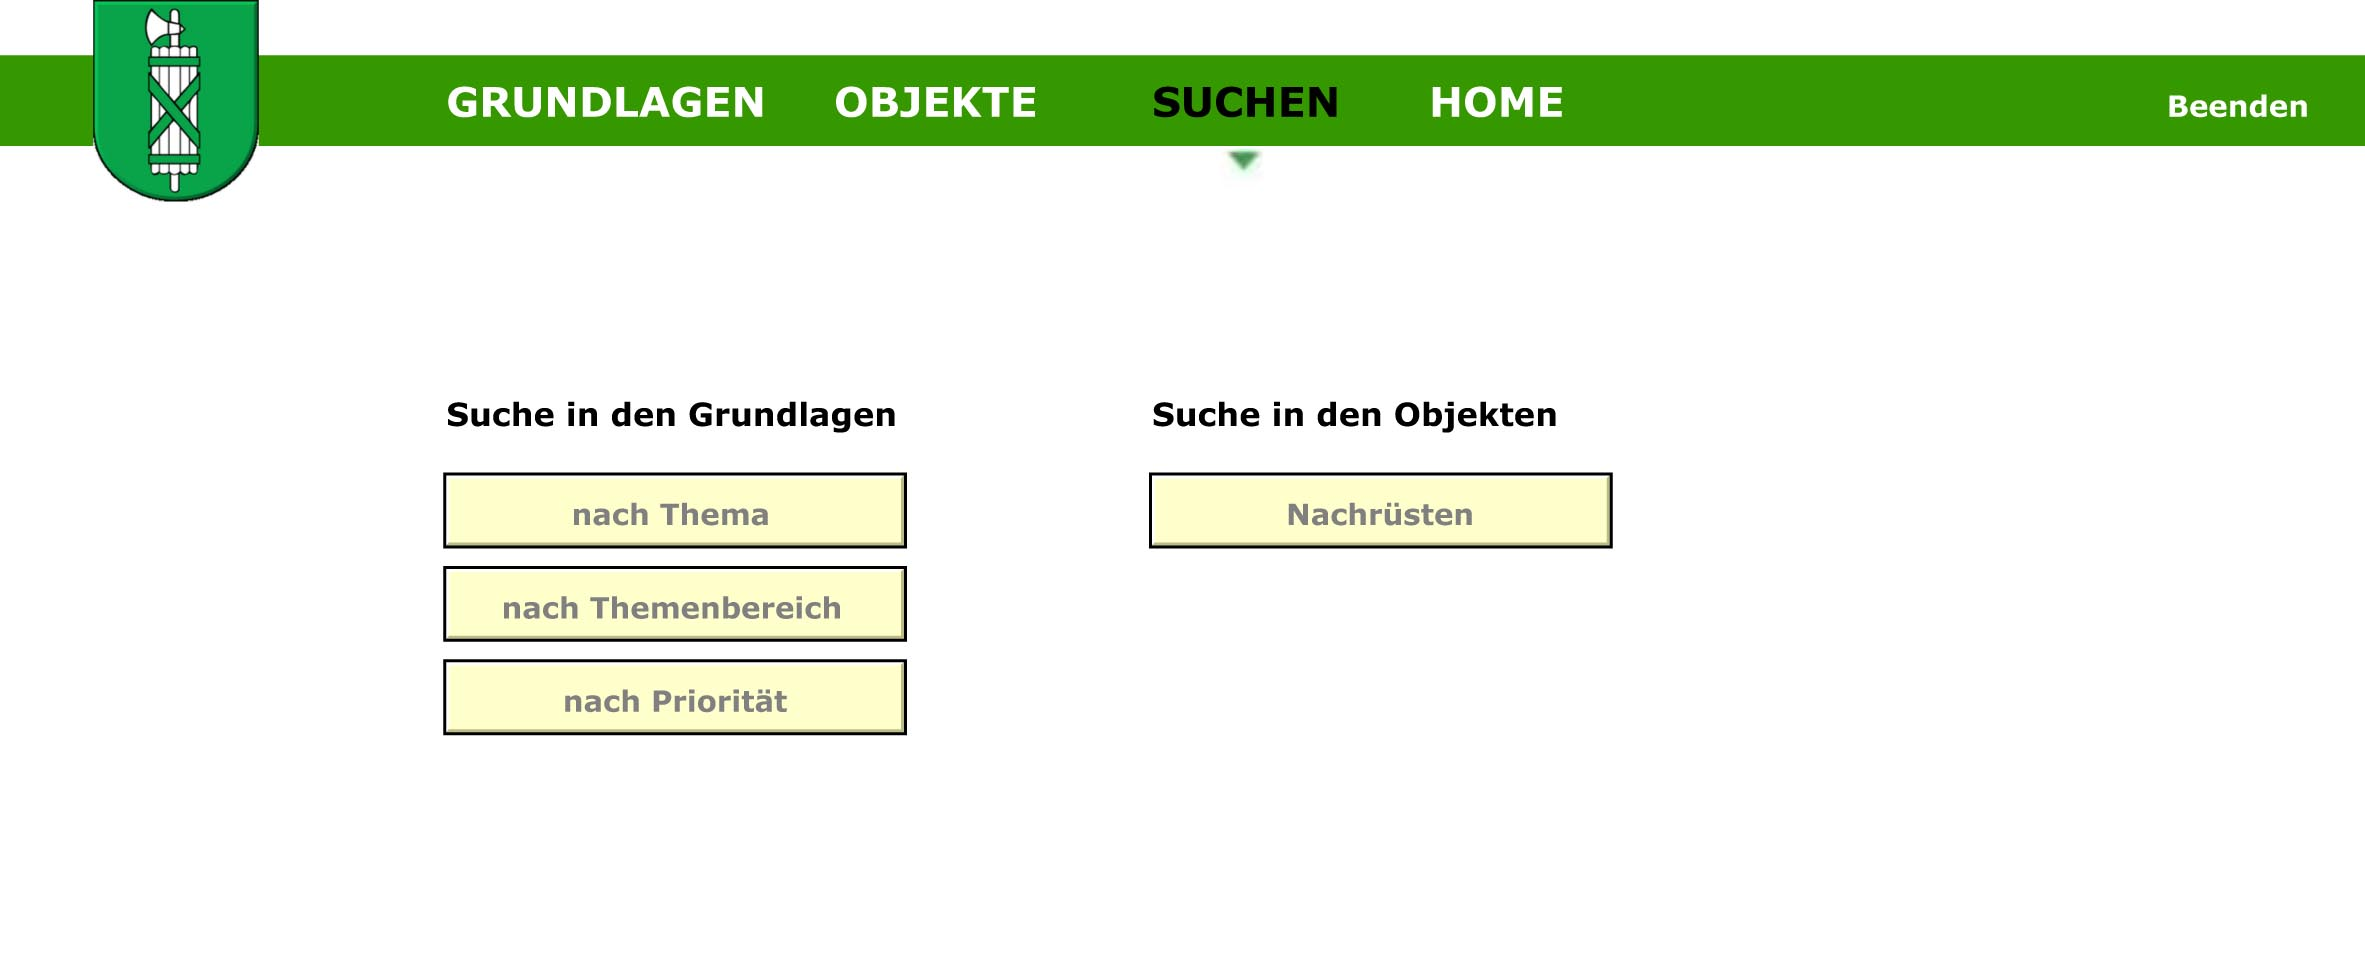 GRUNDLAGEN OBJEKTE SUCHEN HOME Beenden
Suche in den Grundlagen
nach Thema
nach Themenbereich
nach Priorität
Suche in den Objekten
Nachrüsten